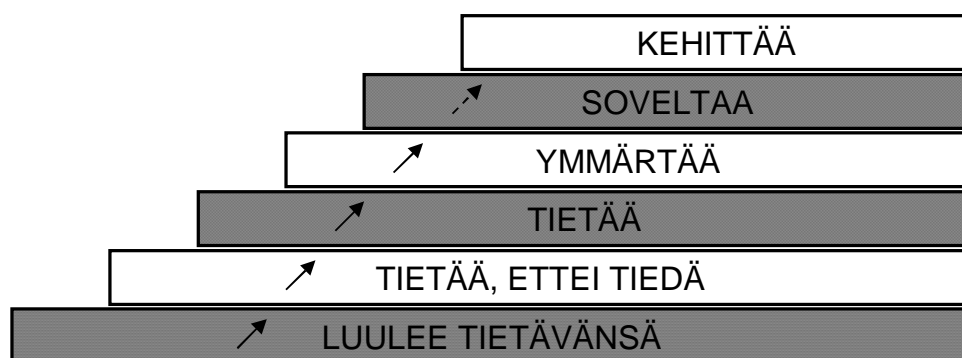 KEHITTÄÄ
SOVELTAA
YMMÄRTÄÄ
TIETÄÄ
TIETÄÄ, ETTEI TIEDÄ
LUULEE TIETÄVÄNSÄ